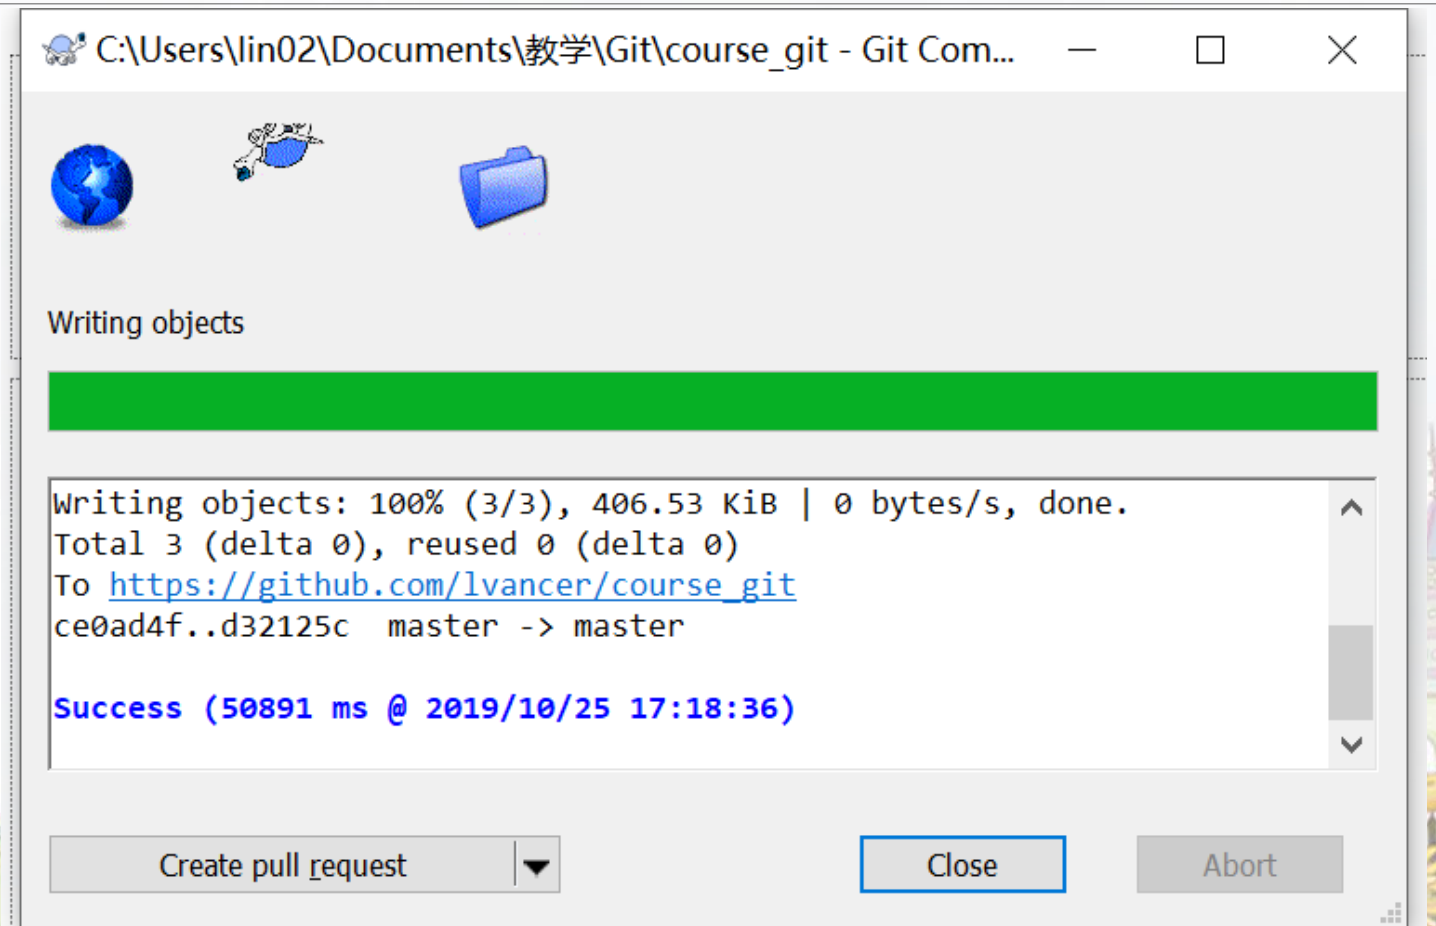 C:\Users\lin02\Documents\教学\Git\course_git - Git Com...
Writing objects
Writing objects: 100% (3/3), 406.53 KiB | 0 bytes/s, done.
Total 3 (delta 0), reused 0 (delta 0)
To https://github.com/lvancer/course_git
ce0ad4f..d32125c  master -> master
Success (50891 ms @ 2019/10/25 17:18:36)
Create pull request
Close
Abort